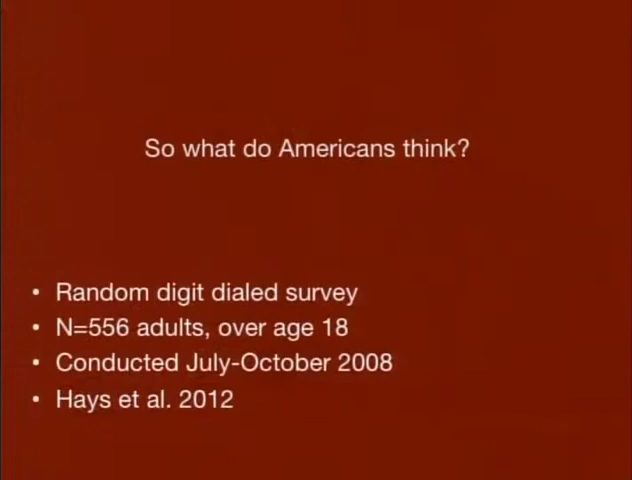 So what do Americans think?
• Random digit dialed survey
• N=556 adults, over age 18
• Conducted July-October 2008
• Hays et al. 2012